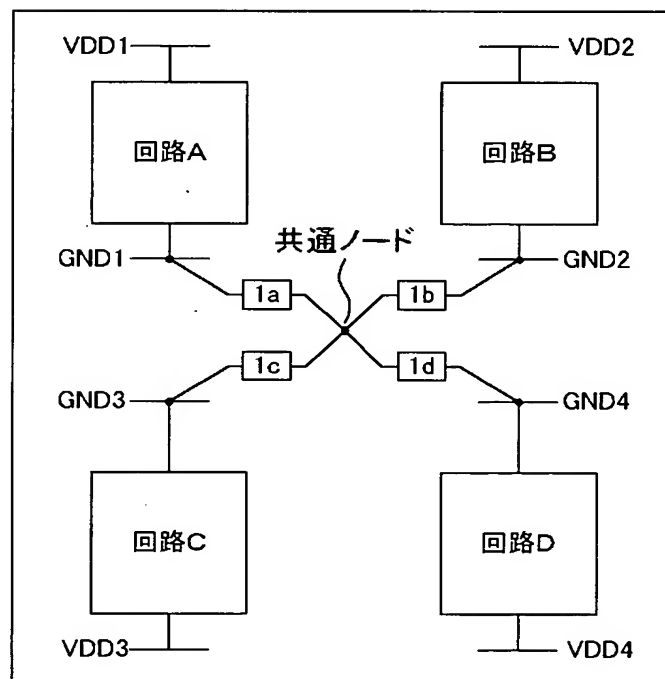 VDD1 VDD2
回路A 回路B
共通ノード
GND1 GND2
1a 1b
1c 1d
GND3 GND4
回路C 回路D
VDD3 VDD4